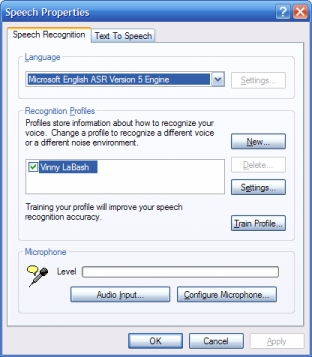 Speech Properties
Speech Recognition Text To Speech
Language
Microsoft English ASR Version 5 Engine Settings...
Recognition Profiles
Profiles store information about how to recognize your
voice. Change a profile to recognize a different voice
or a different noise environment.
New...
Vinny LaBash
Delete...
Settings...
Training your profile will improve your speech
recognition accuracy.
Train Profile...
Microphone
Level
Audio Input... Configure Microphone...
OK Cancel Apply